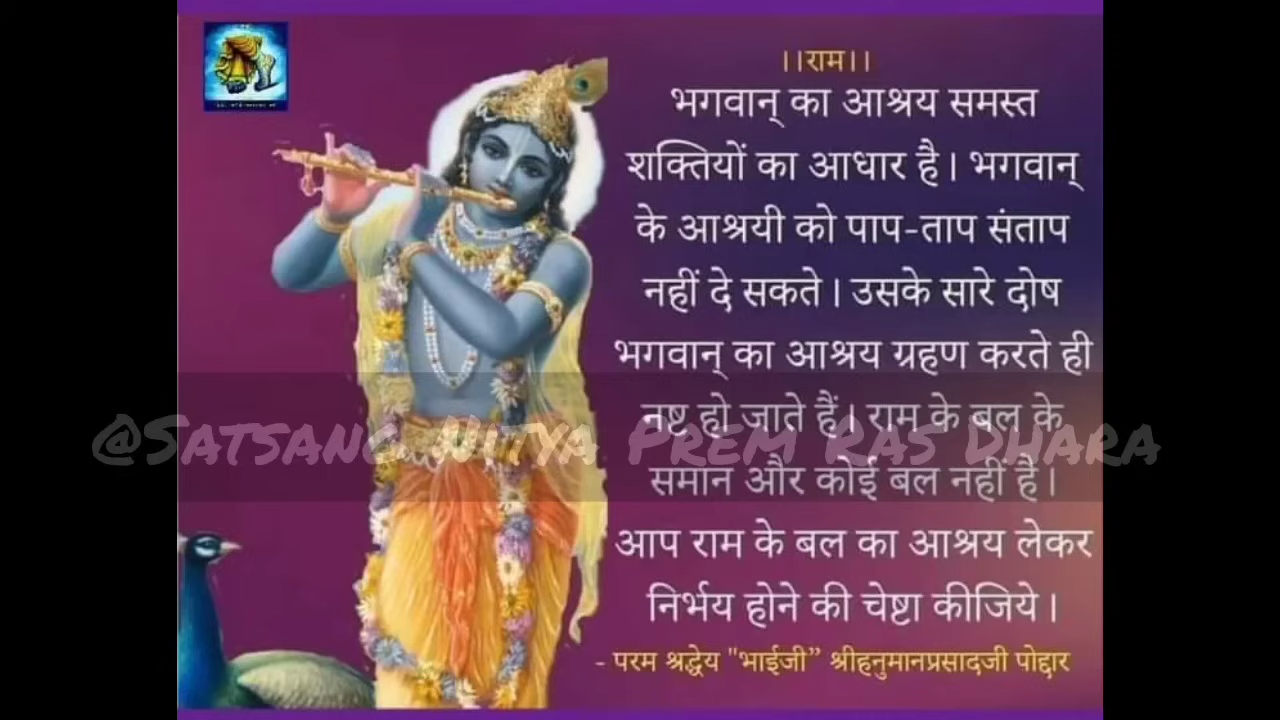 ।।राम।।
भगवान् का आश्रय समस्त
शक्तियों का आधार है। भगवान्
के आश्रयी को पाप-ताप संताप
नहीं दे सकते। उसके सारे दोष
भगवान् का आश्रय ग्रहण करते ही
नष्ट हो जाते हैं। राम के बल के
@Satsang Nitya Prem Ras Dhara
समान और कोई बल नहीं है।
आप राम के बल का आश्रय लेकर
निर्भय होने की चेष्टा कीजिये।
- परम श्रद्धेय "भाईजी” श्रीहनुमानप्रसादजी पोद्दार